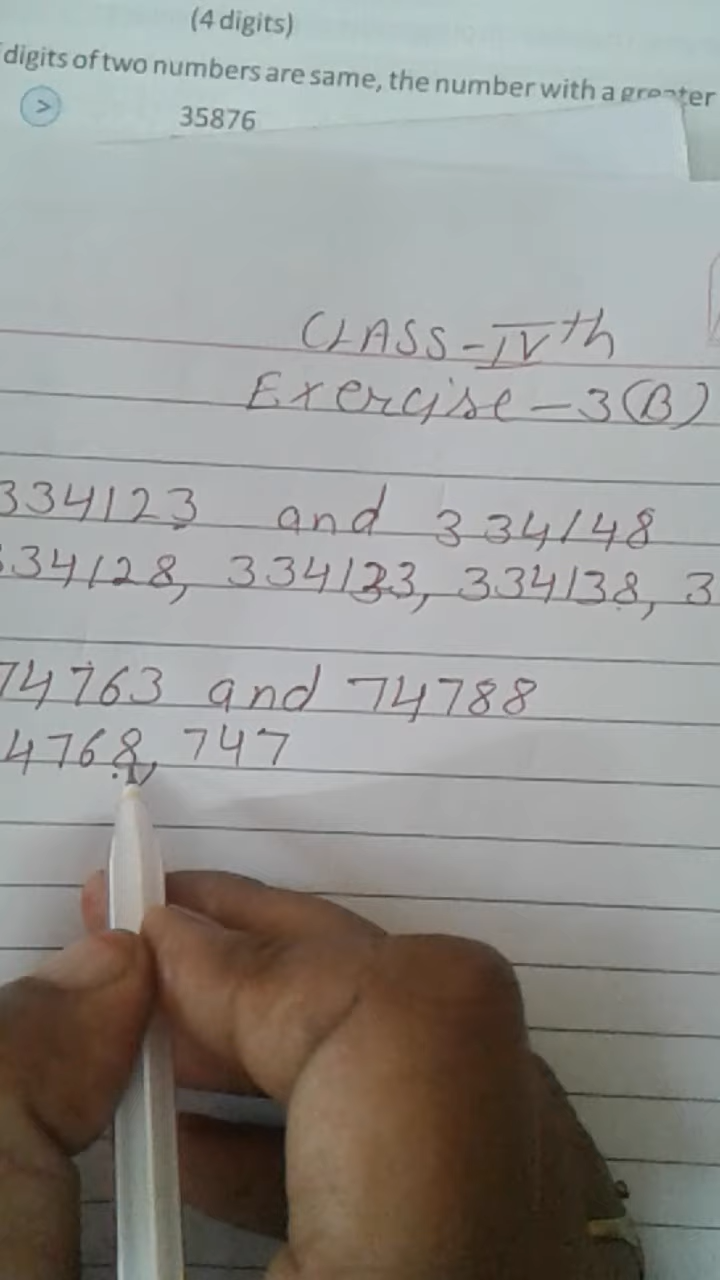 (4 digits)
digits of two numbers are same, the number with a greater
> 35876
CLASS-IVth
Exercise-3(B)
334123 and 334148
334128, 334133, 334138, 3
74763 and 74788
4768, 747